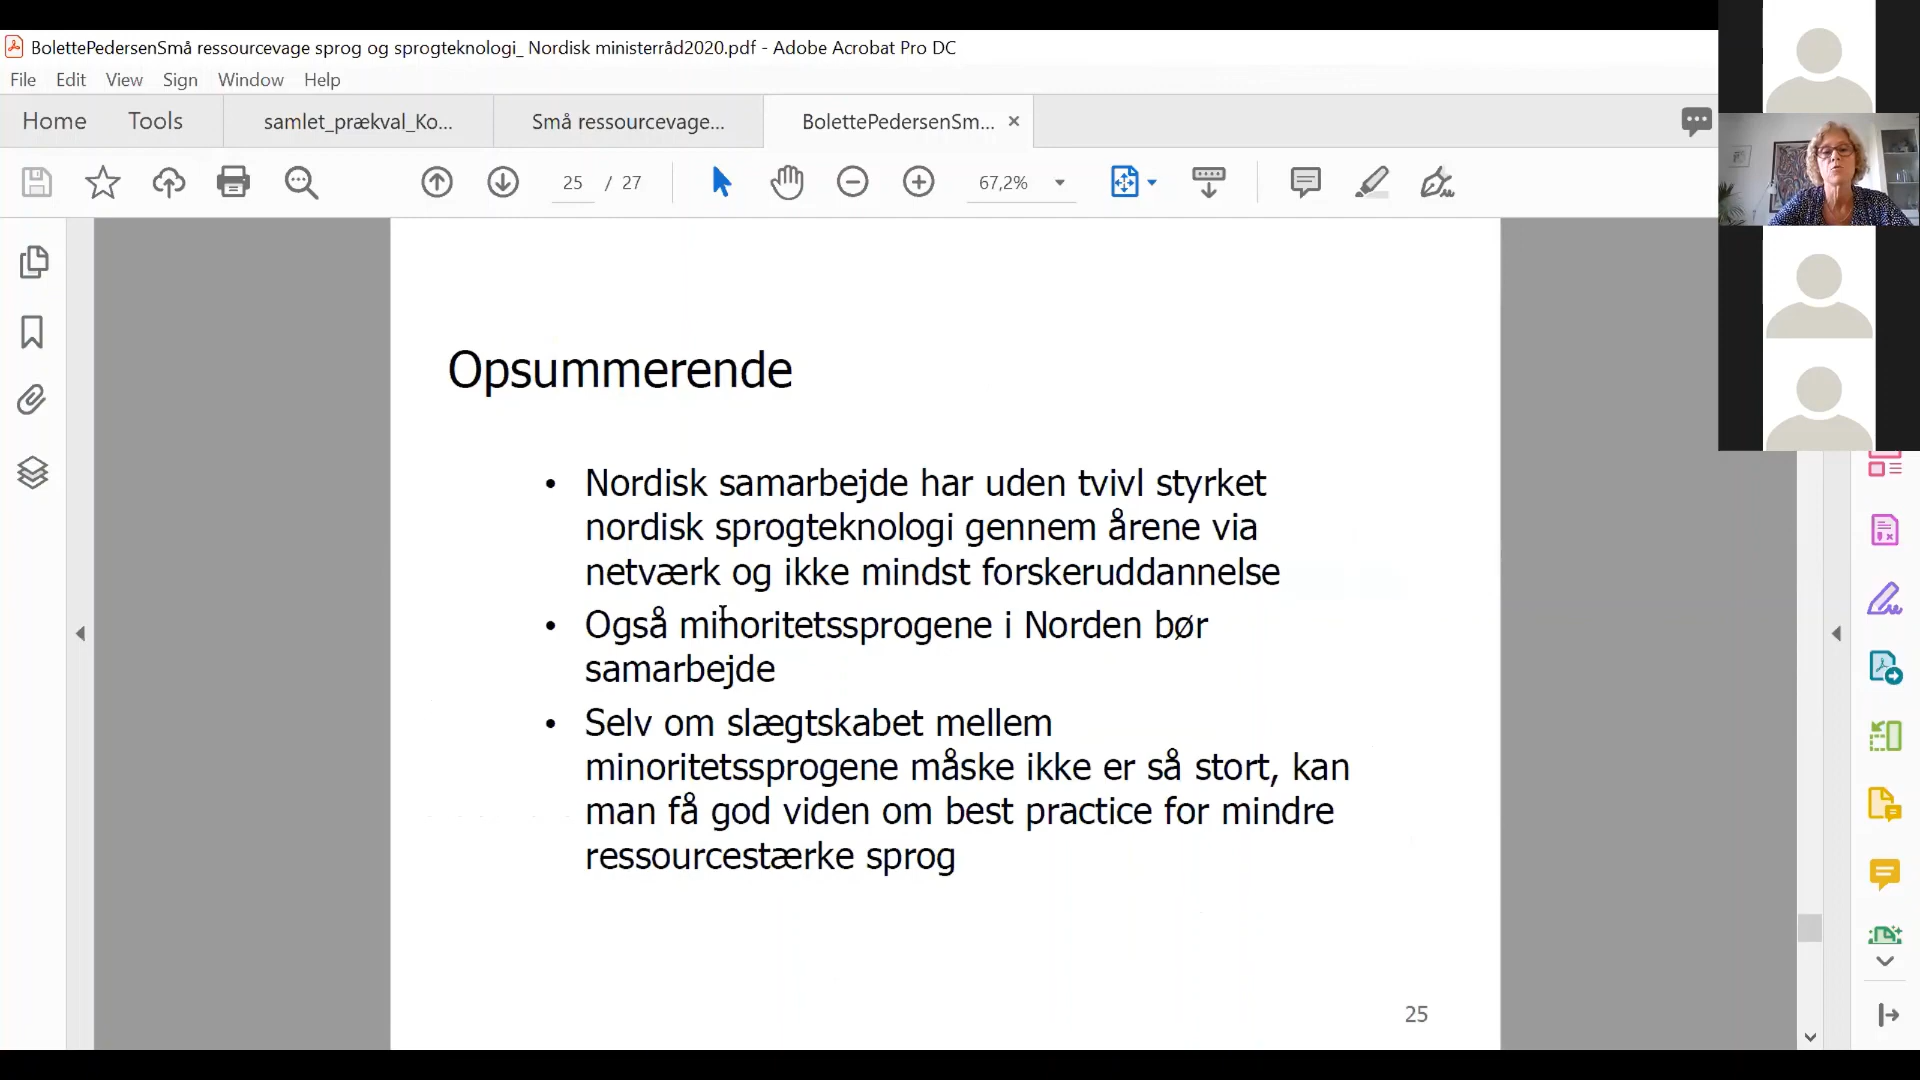 BolettePedersenSmå ressourcevage sprog og sprogteknologi_ Nordisk ministerråd2020.pdf - Adobe Acrobat Pro DC
File Edit View Sign Window Help
Home Tools samlet_prækval_Ko... Små ressourcevage... BolettePedersenSm... ×
25 / 27 67,2%
Opsummerende
• Nordisk samarbejde har uden tvivl styrket
nordisk sprogteknologi gennem årene via
netværk og ikke mindst forskeruddannelse
• Også minoritetssprogene i Norden bør
samarbejde
• Selv om slægtskabet mellem
minoritetssprogene måske ikke er så stort, kan
man få god viden om best practice for mindre
ressourcestærke sprog
25